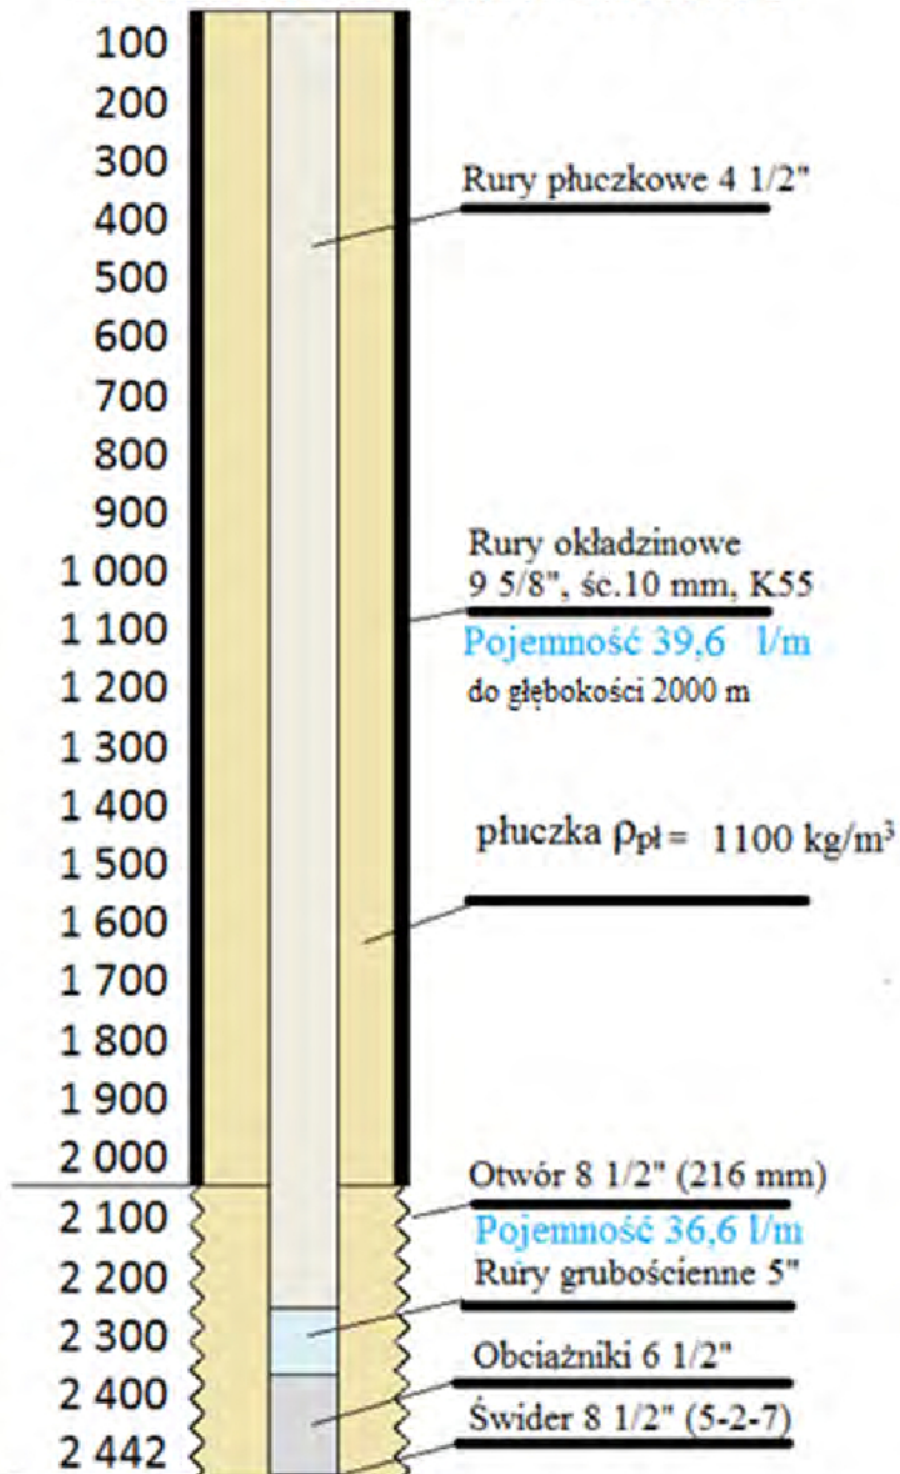 100
200
300
Rury płuczkowe 4 1/2"
400
500
600
700
800
900
Rury okładzinowe
1 000
9 5/8", śc.10 mm, K55
1 100
Pojemność 39,6 l/m
1 200
do głębokości 2000 m
1 300
1 400
płuczka ρpł = 1100 kg/m³
1 500
1 600
1 700
1 800
1 900
2 000
Otwór 8 1/2" (216 mm)
2 100
Pojemność 36,6 l/m
2 200
Rury grubościenne 5"
2 300
Obciażniki 6 1/2"
2 400
Świder 8 1/2" (5-2-7)
2 442